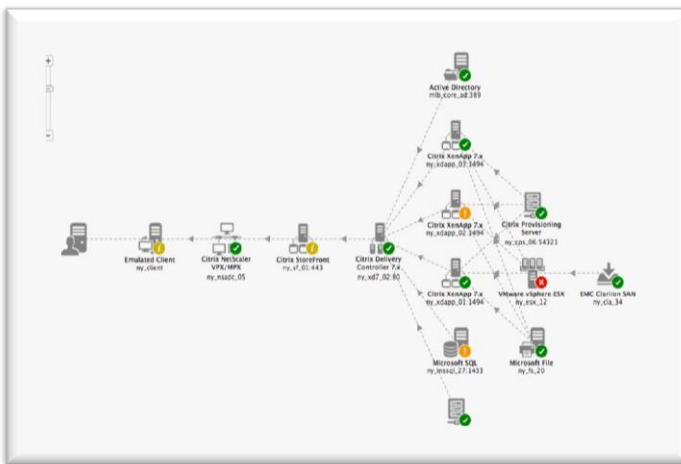 Active Directory
mlb_core_ad:389
Citrix XenApp 7.x
ny_xdapp_03:1494
Citrix XenApp 7.x
ny_xdapp_02:1494
Citrix Provisioning
Server
ny_cps_06:54321
Emulated Client
ny_client
Citrix NetScaler
VPX/MPX
ny_nsadc_05
Citrix StoreFront
ny_sf_01:443
Citrix Delivery
Controller 7.x
ny_xd7_02:80
Citrix XenApp 7.x
ny_xdapp_01:1494
VMware vSphere ESX
ny_esx_12
EMC Clariion SAN
ny_cla_34
Microsoft SQL
ny_mssql_27:1433
Microsoft File
ny_fs_20